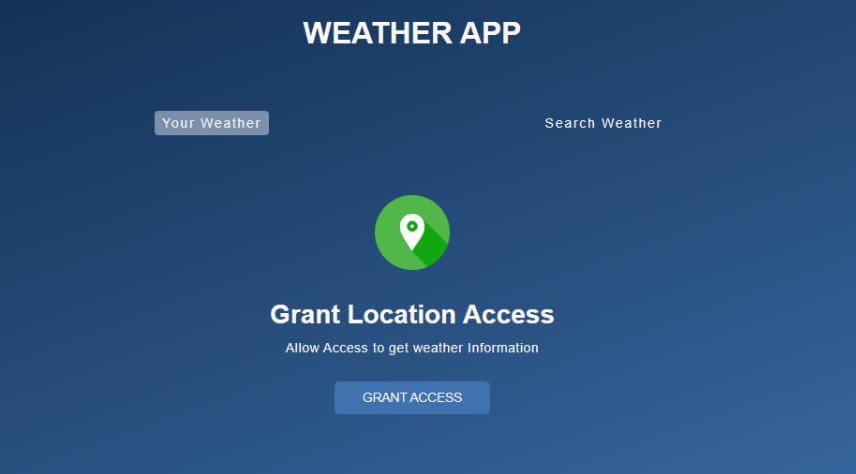 WEATHER APP
Your Weather
Search Weather
Grant Location Access
Allow Access to get weather Information
GRANT ACCESS